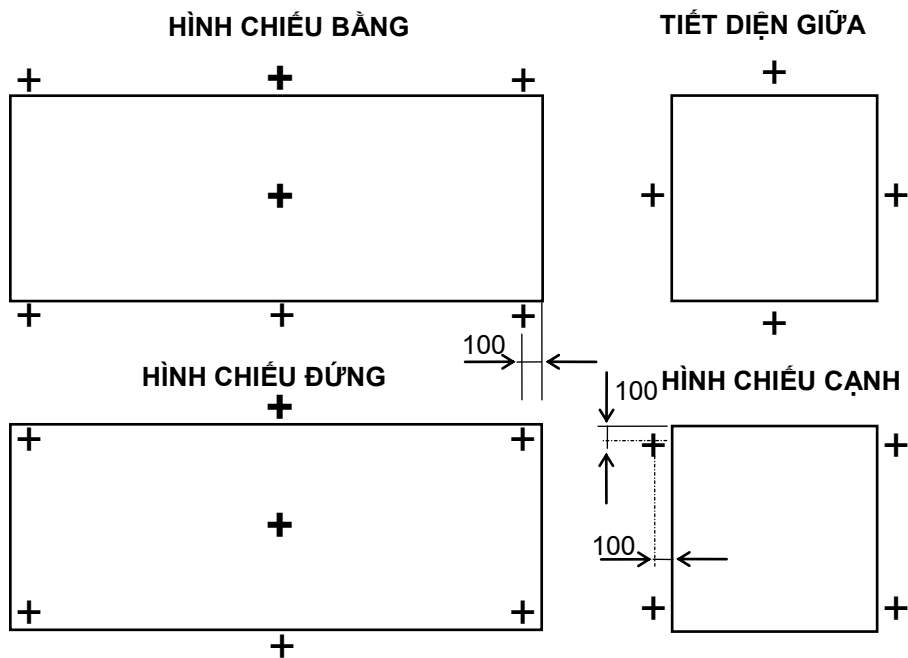 HÌNH CHIẾU BẰNG
TIẾT DIỆN GIỮA
100
HÌNH CHIẾU ĐỨNG
100
HÌNH CHIẾU CẠNH
100